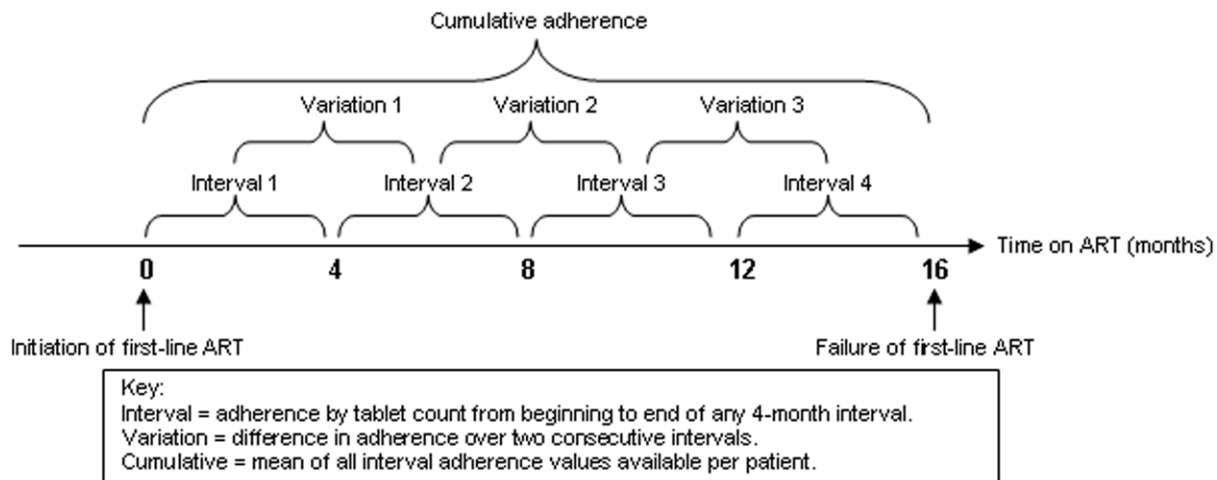 Cumulative adherence
Variation 1 Variation 2 Variation 3
Interval 1 Interval 2 Interval 3 Interval 4
Time on ART (months)
0 4 8 12 16
Initiation of first-line ART Failure of first-line ART
Key:
Interval = adherence by tablet count from beginning to end of any 4-month interval.
Variation = difference in adherence over two consecutive intervals.
Cumulative = mean of all interval adherence values available per patient.